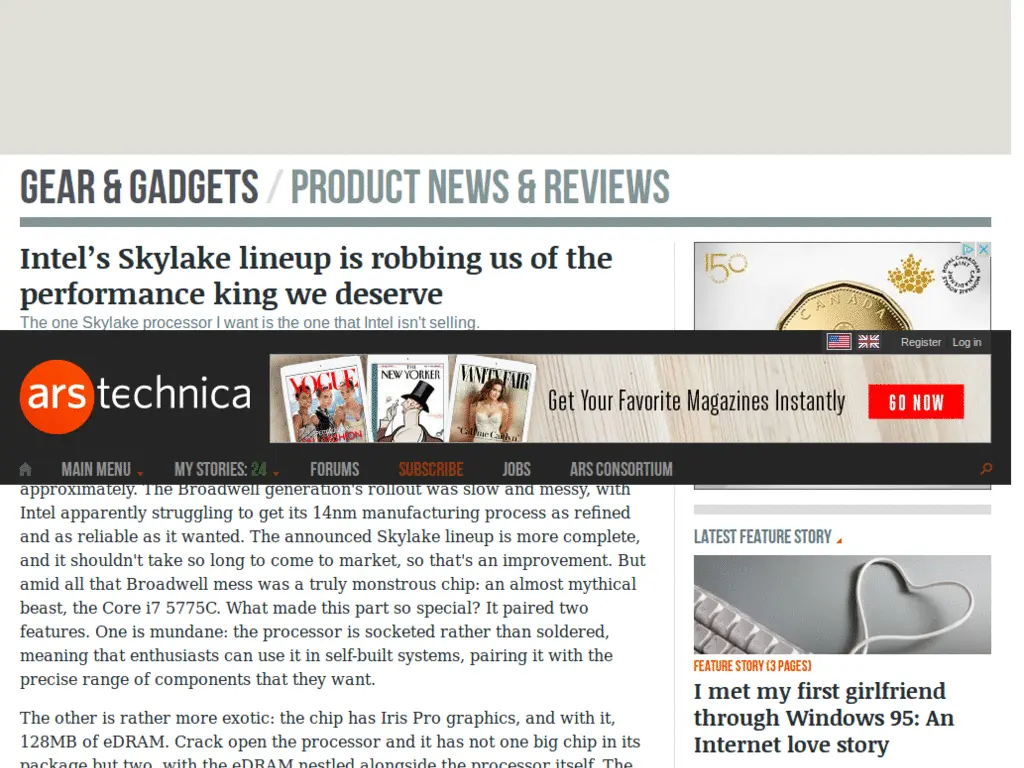 GEAR & GADGETS / PRODUCT NEWS & REVIEWS
Intel’s Skylake lineup is robbing us of the
performance king we deserve
The one Skylake processor I want is the one that Intel isn't selling.
150
CANADA
Register Log in
ars technica
VOGUE
THE
NEW YORKER
VANITY FAIR
Get Your Favorite Magazines Instantly
GO NOW
MAIN MENU
MY STORIES: 24
FORUMS
SUBSCRIBE
JOBS
ARS CONSORTIUM
approximately. The Broadwell generation's rollout was slow and messy, with
Intel apparently struggling to get its 14nm manufacturing process as refined
and as reliable as it wanted. The announced Skylake lineup is more complete,
and it shouldn't take so long to come to market, so that's an improvement. But
amid all that Broadwell mess was a truly monstrous chip: an almost mythical
beast, the Core i7 5775C. What made this part so special? It paired two
features. One is mundane: the processor is socketed rather than soldered,
meaning that enthusiasts can use it in self-built systems, pairing it with the
precise range of components that they want.
The other is rather more exotic: the chip has Iris Pro graphics, and with it,
128MB of eDRAM. Crack open the processor and it has not one big chip in its
package but two, with the eDRAM nestled alongside the processor itself. The
LATEST FEATURE STORY
FEATURE STORY (3 PAGES)
I met my first girlfriend
through Windows 95: An
Internet love story